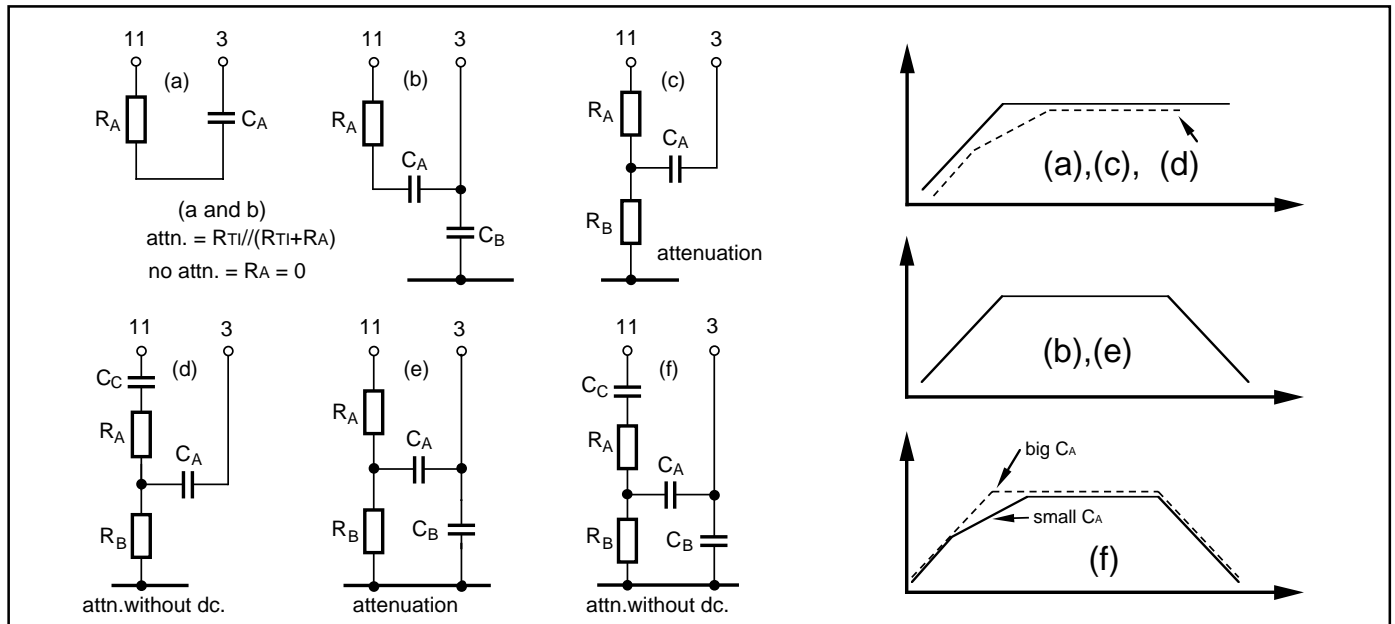 11 3
(a)
RA CA
(a and b)
attn. = RTI//(RTI+RA)
no attn. = RA = 0
11 3
(b)
RA
CA
CB
11 3
(c)
RA
CA
RB
attenuation
(a),(c), (d)
(b),(e)
11 3
(d)
CC
RA
CA
RB
attn.without dc.
11 3
(e)
RA
CA
RB CB
attenuation
11 3
(f)
CC
RA
CA
RB CB
attn.without dc.
big CA
small CA
(f)